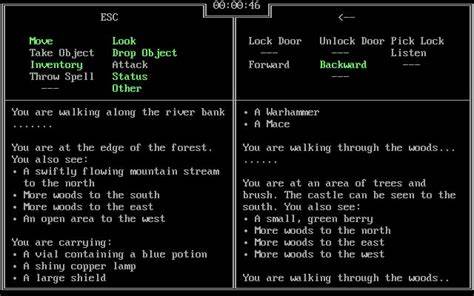 00:00:46
ESC
Move Look
Take Object Drop Object
Inventory Attack
Throw Spell Status
--- Other
<--
Lock Door Unlock Door Pick Lock
--- --- Listen
Forward Backward ---
---
You are walking along the river bank
.......
You are at the edge of the forest.
You also see:
• A swiftly flowing mountain stream
to the north
• More woods to the south
• More woods to the east
• An open area to the west
You are carrying:
• A vial containing a blue potion
• A shiny copper lamp
• A large shield
• A Warhammer
• A Mace
You are walking through the woods...
......
You are at an area of trees and
brush. The castle can be seen to the
south. You also see:
• A small, green berry
• More woods to the north
• More woods to the east
• More woods to the west
You are walking through the woods..